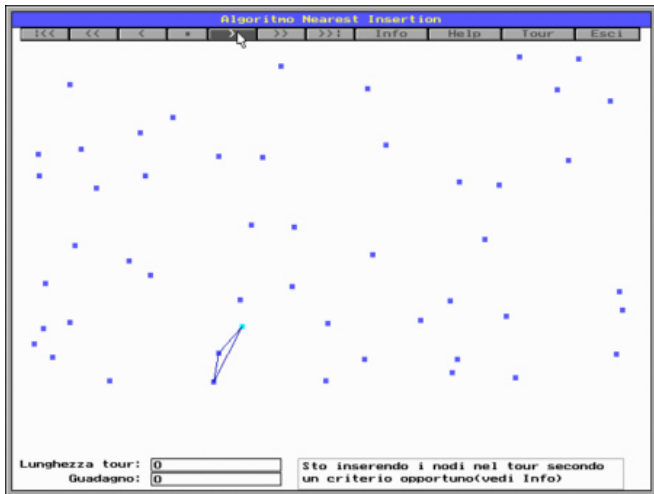 Algoritmo Nearest Insertion
:<< << < * > >> >>: Info Help Tour Esci
Lunghezza tour: 0
Guadagno: 0
Sto inserendo i nodi nel tour secondo
un criterio opportuno(vedi Info)